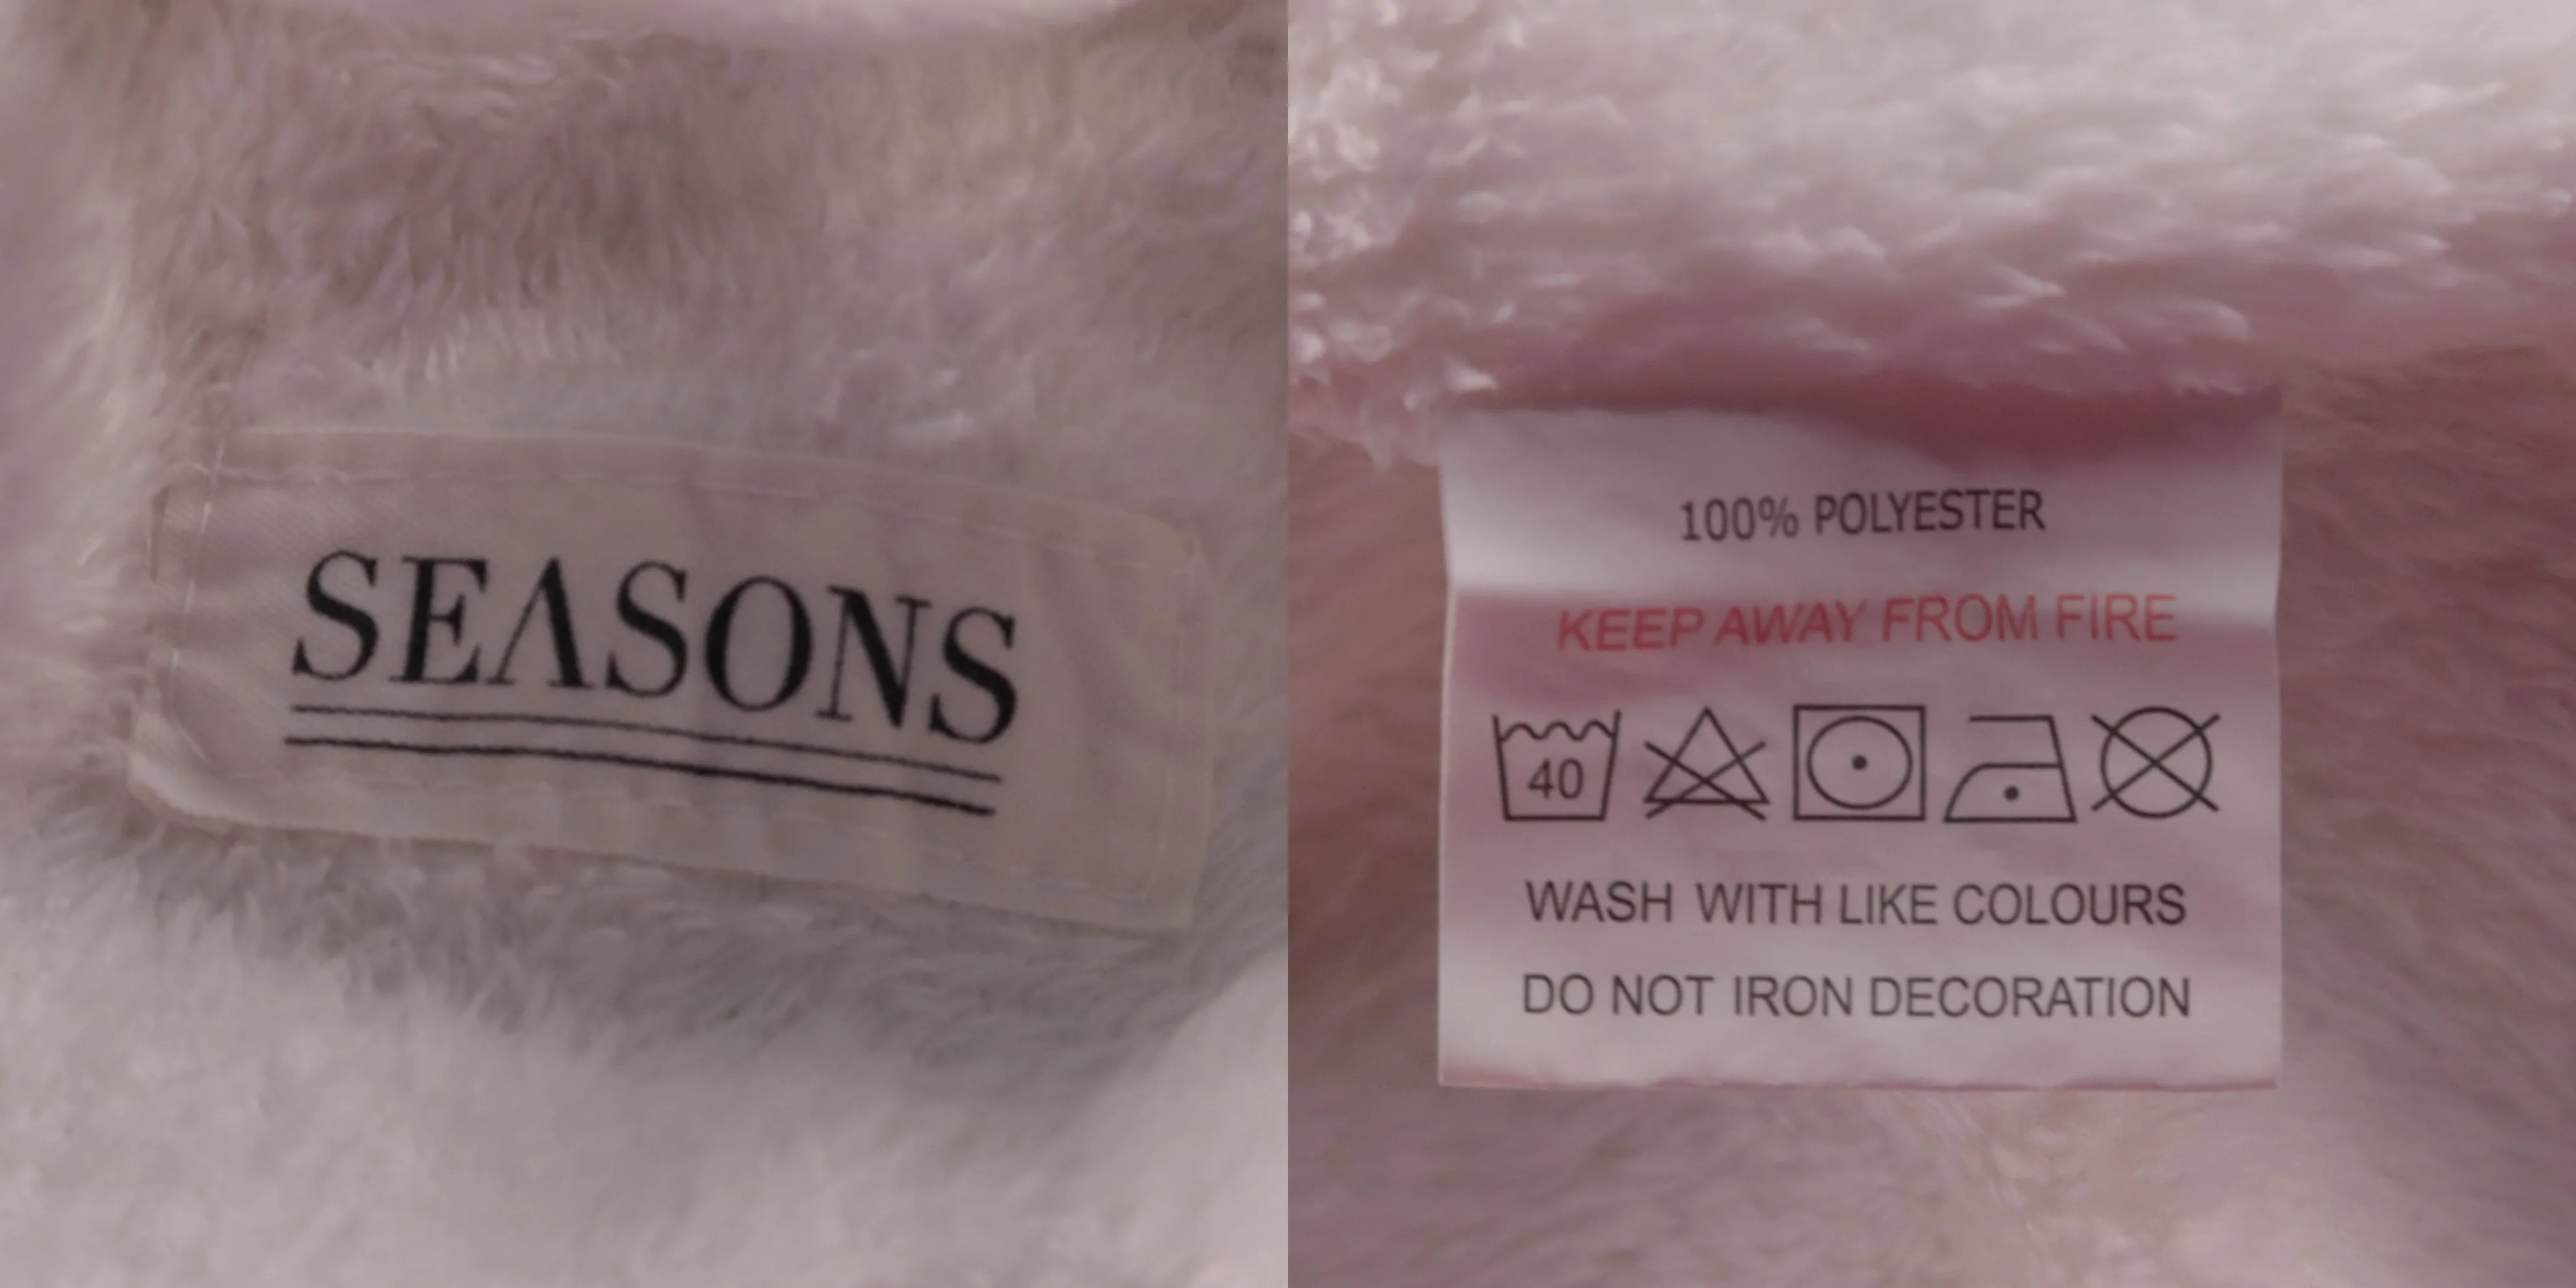 SEASONS
100% POLYESTER
KEEP AWAY FROM FIRE
40
WASH WITH LIKE COLOURS
DO NOT IRON DECORATION